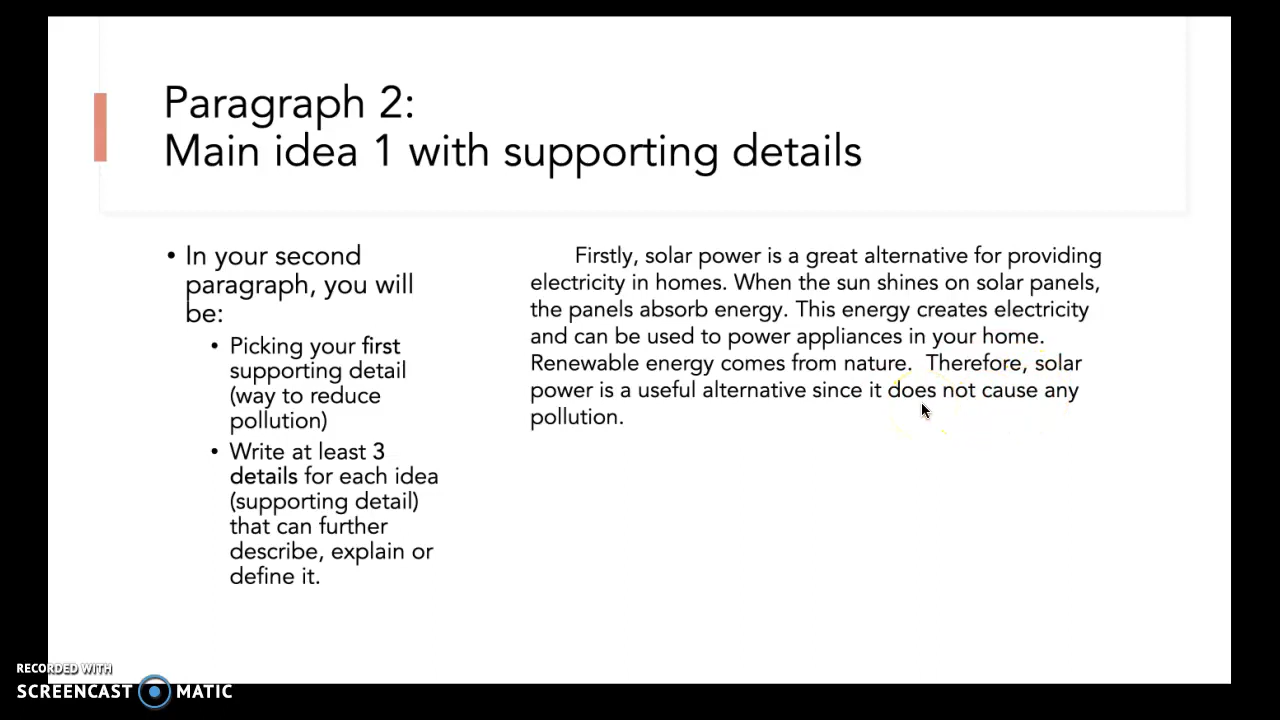 Paragraph 2:
Main idea 1 with supporting details
• In your second
paragraph, you will
be:
• Picking your first
supporting detail
(way to reduce
pollution)
• Write at least 3
details for each idea
(supporting detail)
that can further
describe, explain or
define it.
Firstly, solar power is a great alternative for providing
electricity in homes. When the sun shines on solar panels,
the panels absorb energy. This energy creates electricity
and can be used to power appliances in your home.
Renewable energy comes from nature.  Therefore, solar
power is a useful alternative since it does not cause any
pollution.
RECORDED WITH
SCREENCAST MATIC